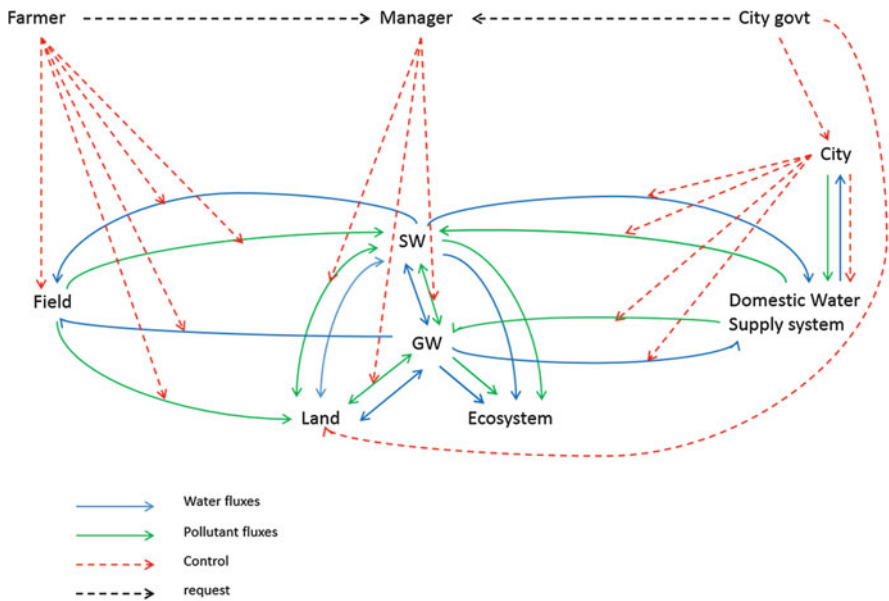 Farmer
Manager
City govt
City
SW
Field
Domestic Water
Supply system
GW
Land
Ecosystem
Water fluxes
Pollutant fluxes
Control
request